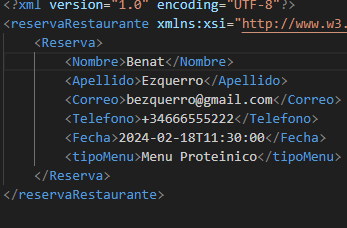 <?xml version="1.0" encoding="UTF-8"?>
<reservaRestaurante xmlns:xsi="http://www.w3.
<Reserva>
<Nombre>Benat</Nombre>
<Apellido>Ezquerro</Apellido>
<Correo>bezquerro@gmail.com</Correo>
<Telefono>+34666555222</Telefono>
<Fecha>2024-02-18T11:30:00</Fecha>
<tipoMenu>Menu Proteinico</tipoMenu>
</Reserva>
</reservaRestaurante>